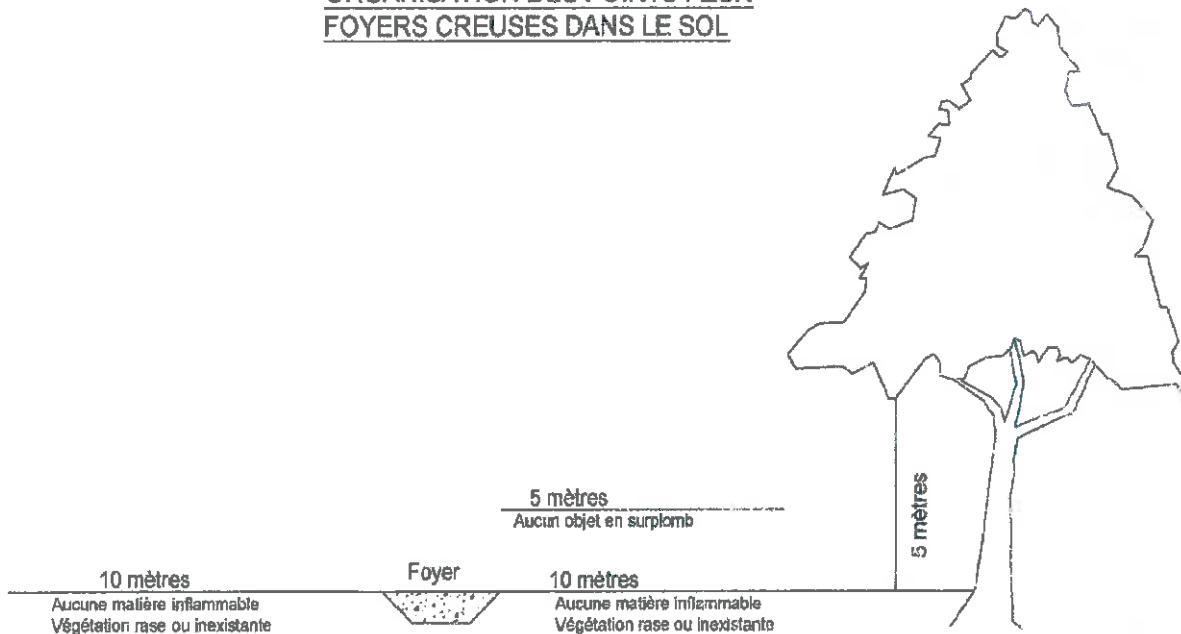 FOYERS CREUSES DANS LE SOL
5 mètres
Aucun objet en surplomb
5 mètres
10 mètres
Foyer
10 mètres
Aucune matière inflammable
Végétation rase ou inexistante
Aucune matière inflammable
Végétation rase ou inexistante